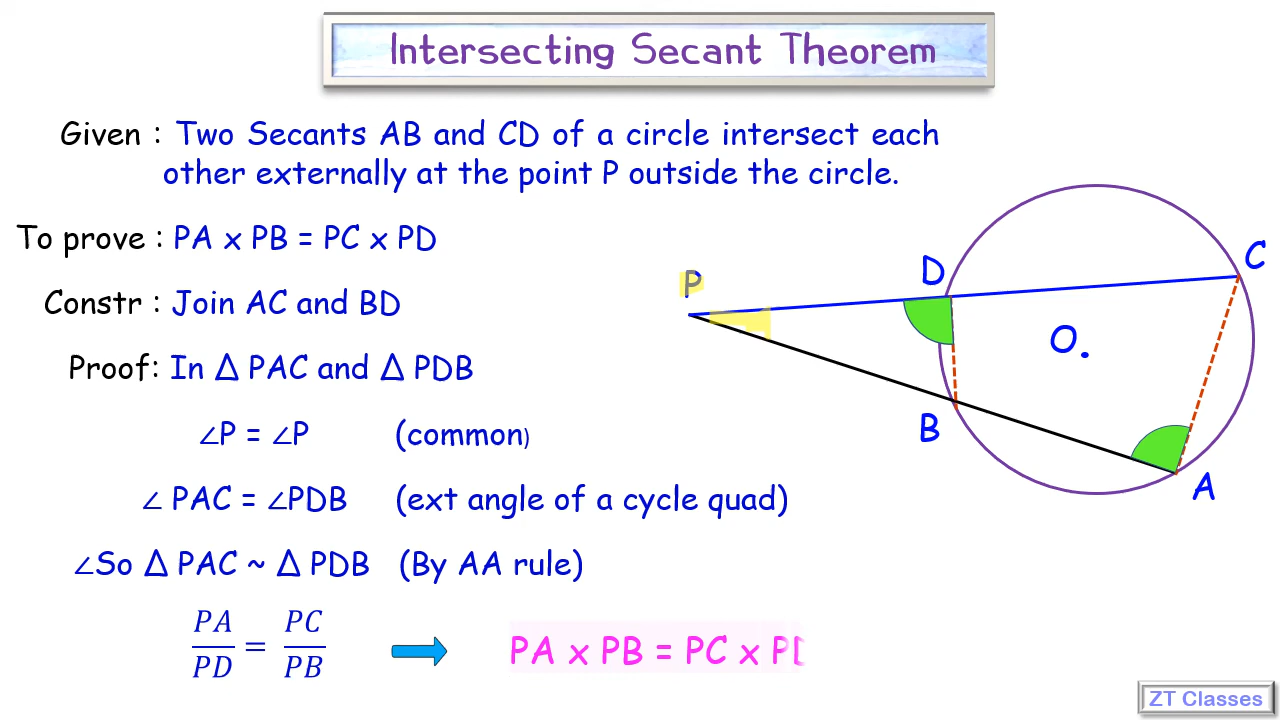 Intersecting Secant Theorem
Given : Two Secants AB and CD of a circle intersect each
other externally at the point P outside the circle.
To prove : PA x PB = PC x PD
Constr : Join AC and BD
Proof: In Δ PAC and Δ PDB
∠P = ∠P (common)
∠ PAC = ∠PDB (ext angle of a cycle quad)
∠So Δ PAC ~ Δ PDB (By AA rule)
PA/PD = PC/PB
PA x PB = PC x PD
P
D
C
O.
B
A
ZT Classes